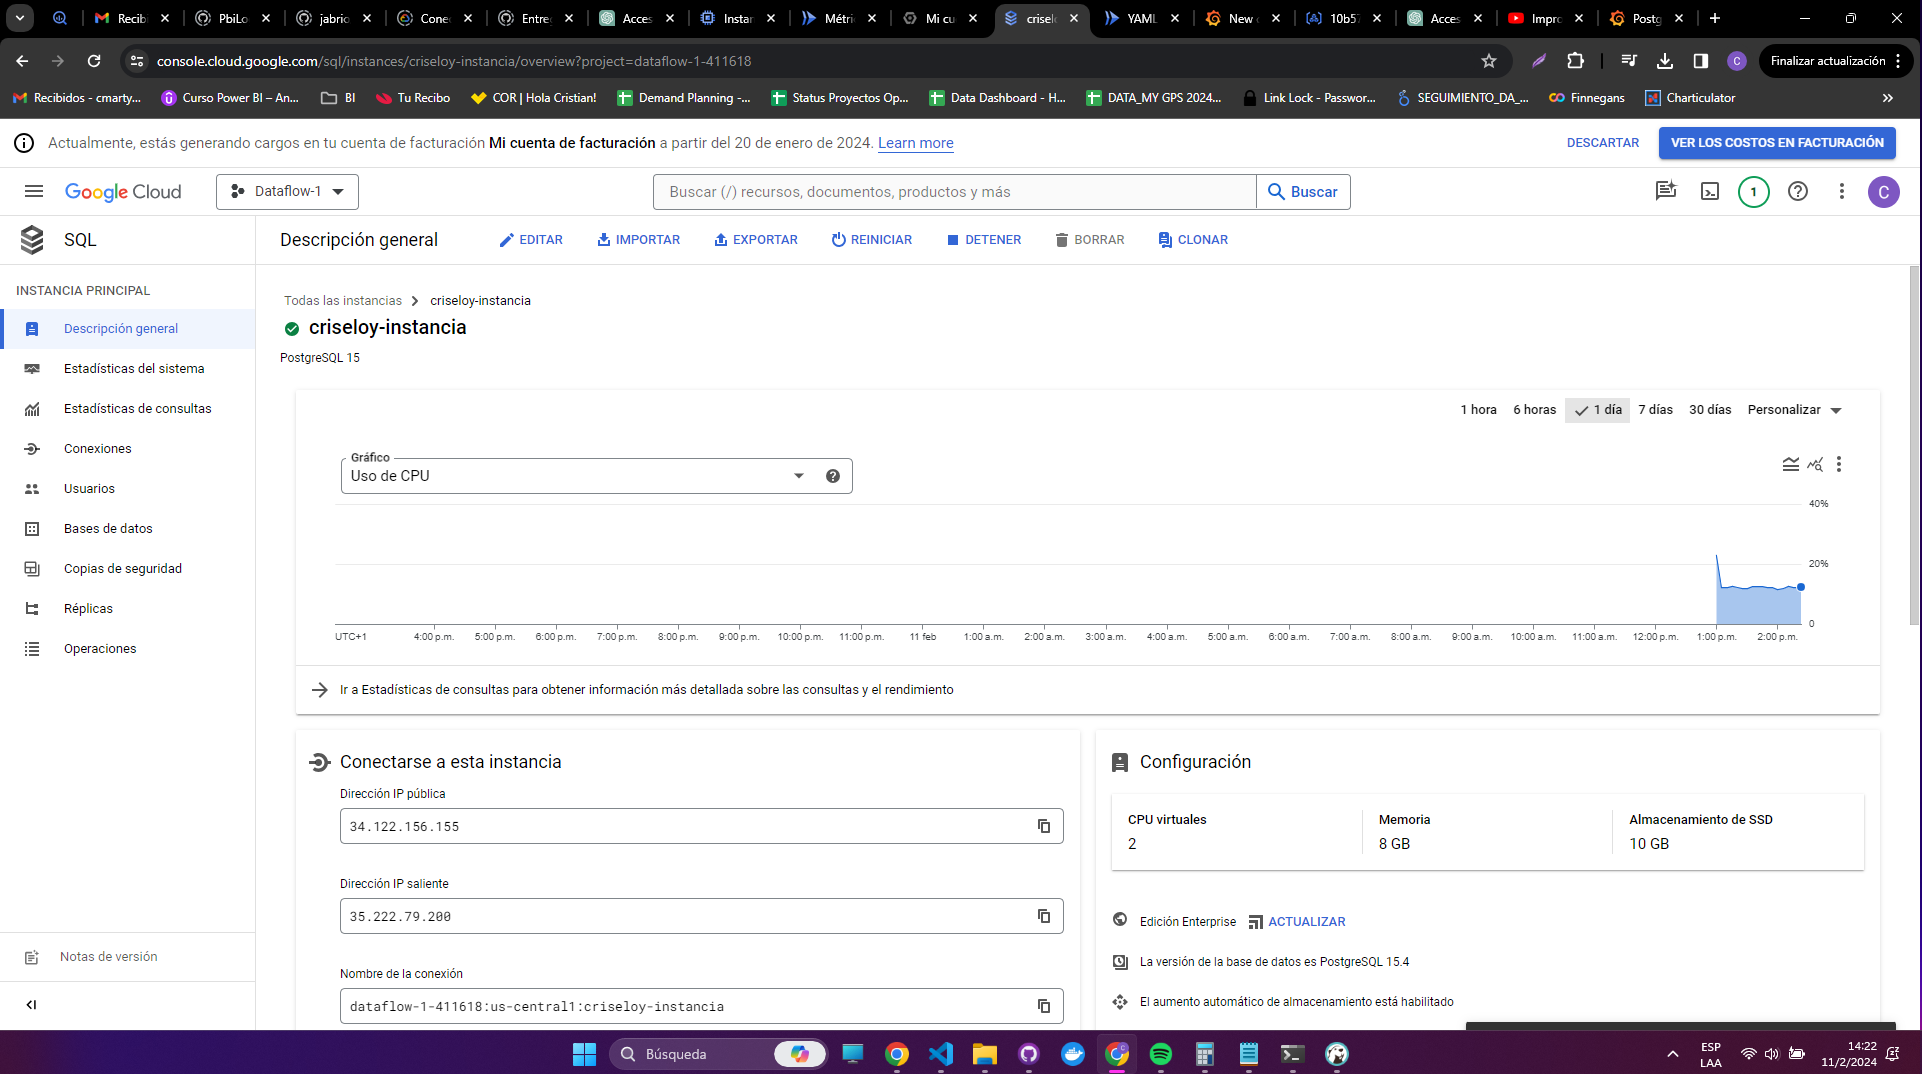 Recib
PbiLo
jabrio
Cone
Entre
Acces
Instar
Métri
Mi cu
crisel
YAML
New
10b57
Acces
Impro
Postg
console.cloud.google.com/sql/instances/criseloy-instancia/overview?project=dataflow-1-411618
C
Finalizar actualización
Recibidos - cmarty...
Curso Power BI – An...
BI
Tu Recibo
COR | Hola Cristian!
Demand Planning -...
Status Proyectos Op...
Data Dashboard - H...
DATA_MY GPS 2024...
Link Lock - Passwor...
SEGUIMIENTO_DA_...
Finnegans
Charticulator
Actualmente, estás generando cargos en tu cuenta de facturación Mi cuenta de facturación a partir del 20 de enero de 2024. Learn more
DESCARTAR
VER LOS COSTOS EN FACTURACIÓN
Google Cloud
Dataflow-1
Buscar (/) recursos, documentos, productos y más
Buscar
1
C
SQL
Descripción general
EDITAR
IMPORTAR
EXPORTAR
REINICIAR
DETENER
BORRAR
CLONAR
INSTANCIA PRINCIPAL
Descripción general
Estadísticas del sistema
Estadísticas de consultas
Conexiones
Usuarios
Bases de datos
Copias de seguridad
Réplicas
Operaciones
Notas de versión
Todas las instancias
criseloy-instancia
criseloy-instancia
PostgreSQL 15
1 hora
6 horas
1 día
7 días
30 días
Personalizar
Gráfico
Uso de CPU
40%
20%
0
UTC+1
4:00 p.m.
5:00 p.m.
6:00 p.m.
7:00 p.m.
8:00 p.m.
9:00 p.m.
10:00 p.m.
11:00 p.m.
11 feb
1:00 a.m.
2:00 a.m.
3:00 a.m.
4:00 a.m.
5:00 a.m.
6:00 a.m.
7:00 a.m.
8:00 a.m.
9:00 a.m.
10:00 a.m.
11:00 a.m.
12:00 p.m.
1:00 p.m.
2:00 p.m.
Ir a Estadísticas de consultas para obtener información más detallada sobre las consultas y el rendimiento
Conectarse a esta instancia
Dirección IP pública
34.122.156.155
Dirección IP saliente
35.222.79.200
Nombre de la conexión
dataflow-1-411618:us-central1:criseloy-instancia
Configuración
CPU virtuales
2
Memoria
8 GB
Almacenamiento de SSD
10 GB
Edición Enterprise
ACTUALIZAR
La versión de la base de datos es PostgreSQL 15.4
El aumento automático de almacenamiento está habilitado
Búsqueda
ESP
LAA
14:22
11/2/2024